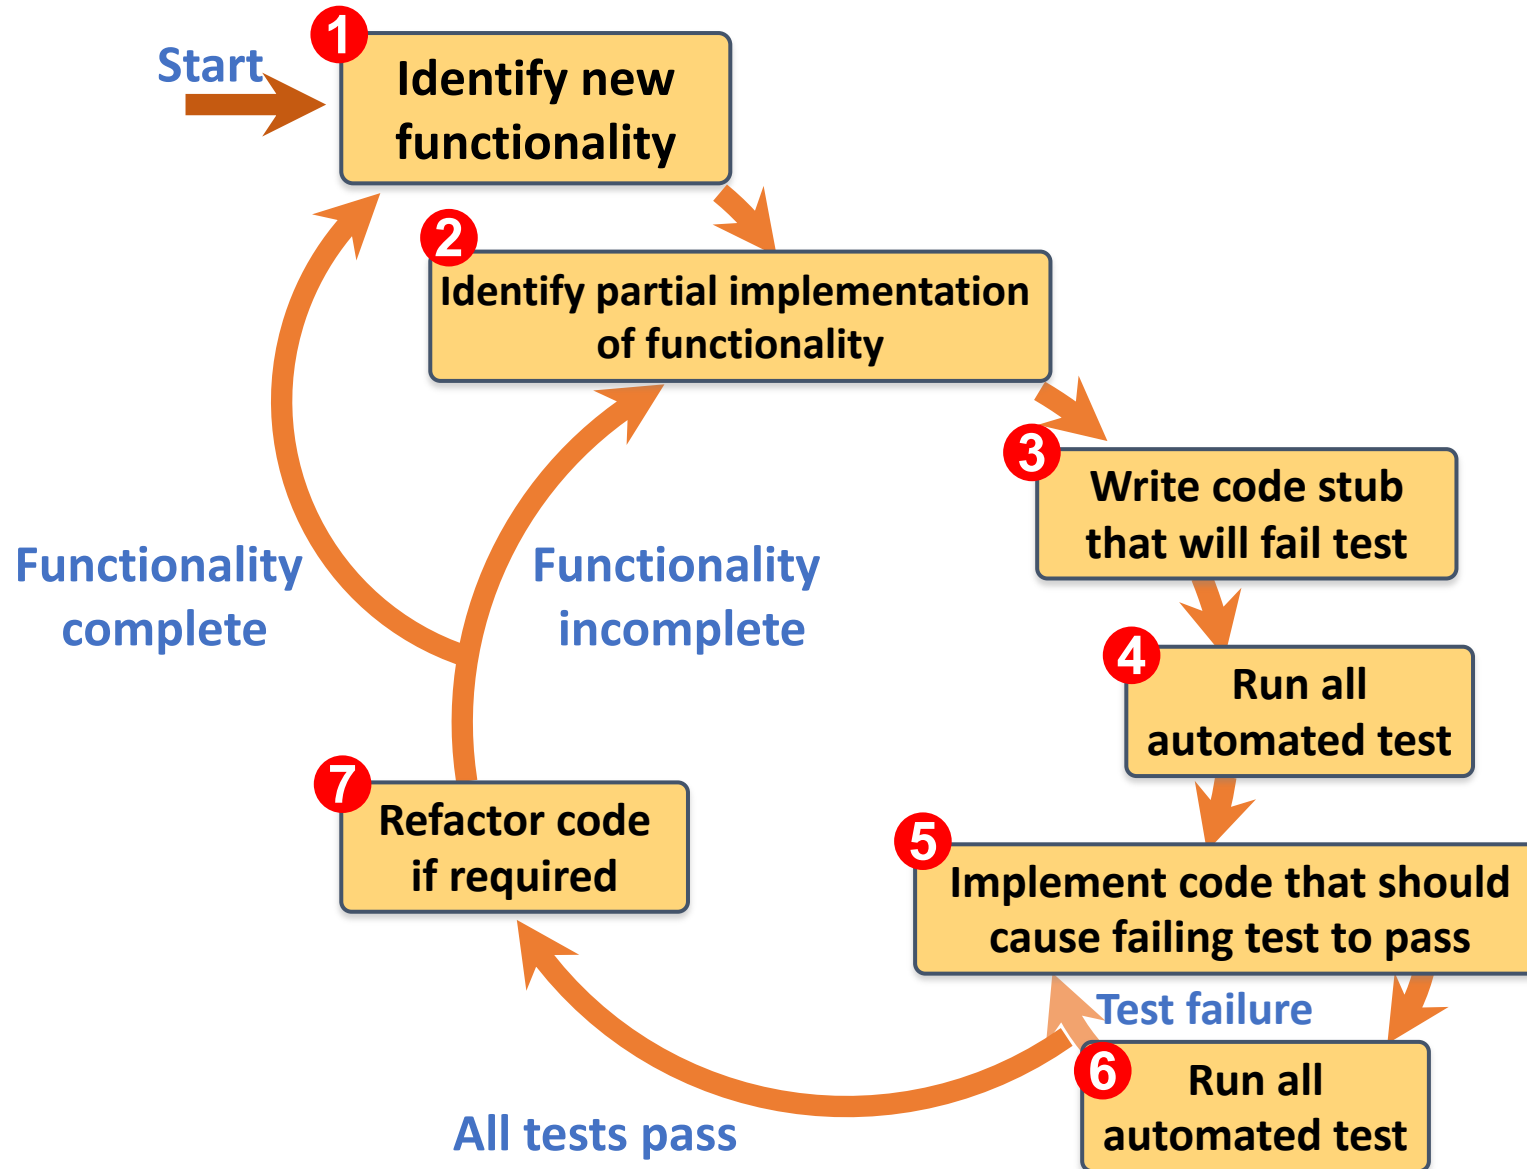 Start
1
Identify new
functionality
2
Identify partial implementation
of functionality
3
Write code stub
that will fail test
4
Run all
automated test
5
Implement code that should
cause failing test to pass
Test failure
6
Run all
automated test
All tests pass
7
Refactor code
if required
Functionality
incomplete
Functionality
complete